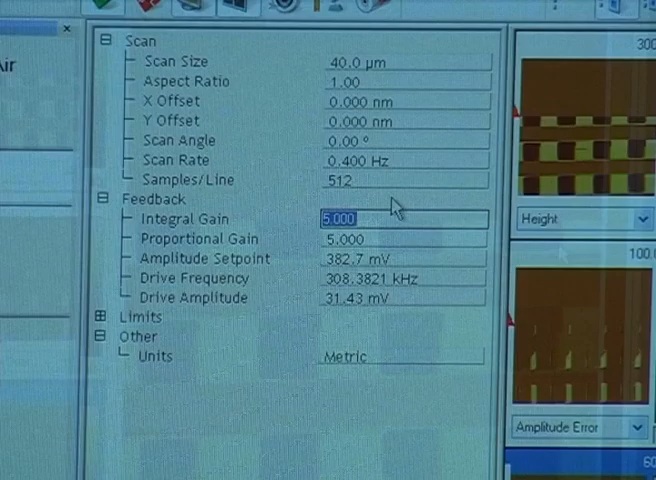 300
Air
Scan
Scan Size 40.0 µm
Aspect Ratio 1.00
X Offset 0.000 nm
Y Offset 0.000 nm
Scan Angle 0.00 °
Scan Rate 0.400 Hz
Samples/Line 512
Feedback
Integral Gain 5.000
Height
Proportional Gain 5.000
Amplitude Setpoint 382.7 mV
100.
Drive Frequency 308.3821 kHz
Drive Amplitude 31.43 mV
Limits
Other
Units Metric
Amplitude Error
60